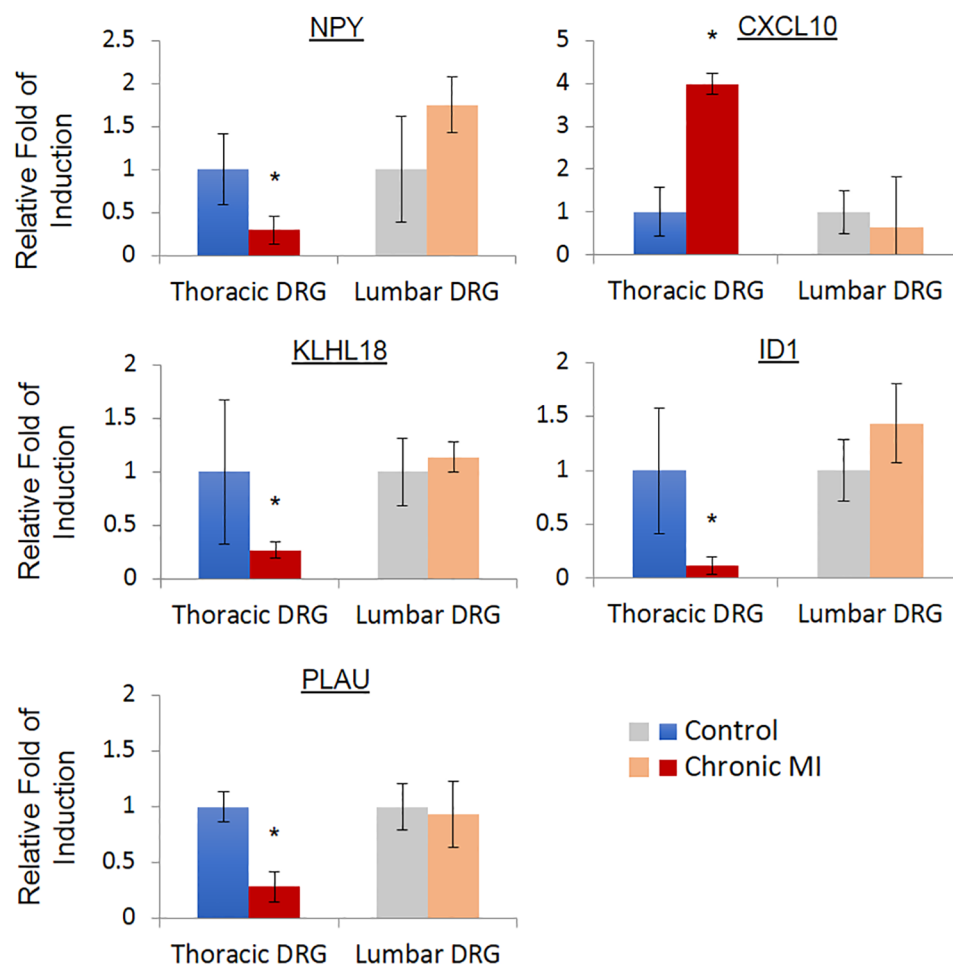 NPY
Relative Fold of
Induction
2.5
2
1.5
1
0.5
0
*
Thoracic DRG Lumbar DRG
CXCL10
5
4
3
2
1
0
*
Thoracic DRG Lumbar DRG
KLHL18
Relative Fold of
Induction
2
1.5
1
0.5
0
*
Thoracic DRG Lumbar DRG
ID1
2
1.5
1
0.5
0
*
Thoracic DRG Lumbar DRG
PLAU
Relative Fold of
Induction
2
1.5
1
0.5
0
*
Thoracic DRG Lumbar DRG
Control
Chronic MI